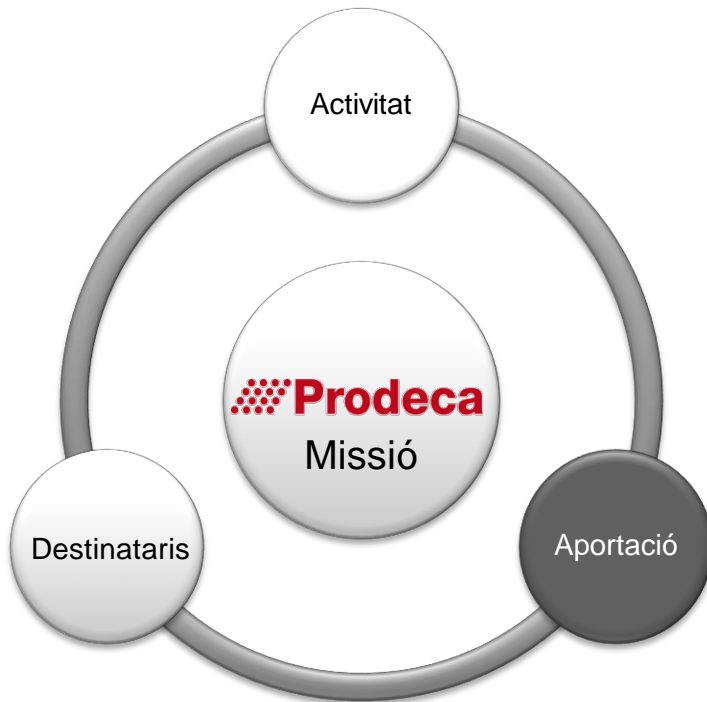 Activitat
Prodeca
Missió
Destinataris
Aportació